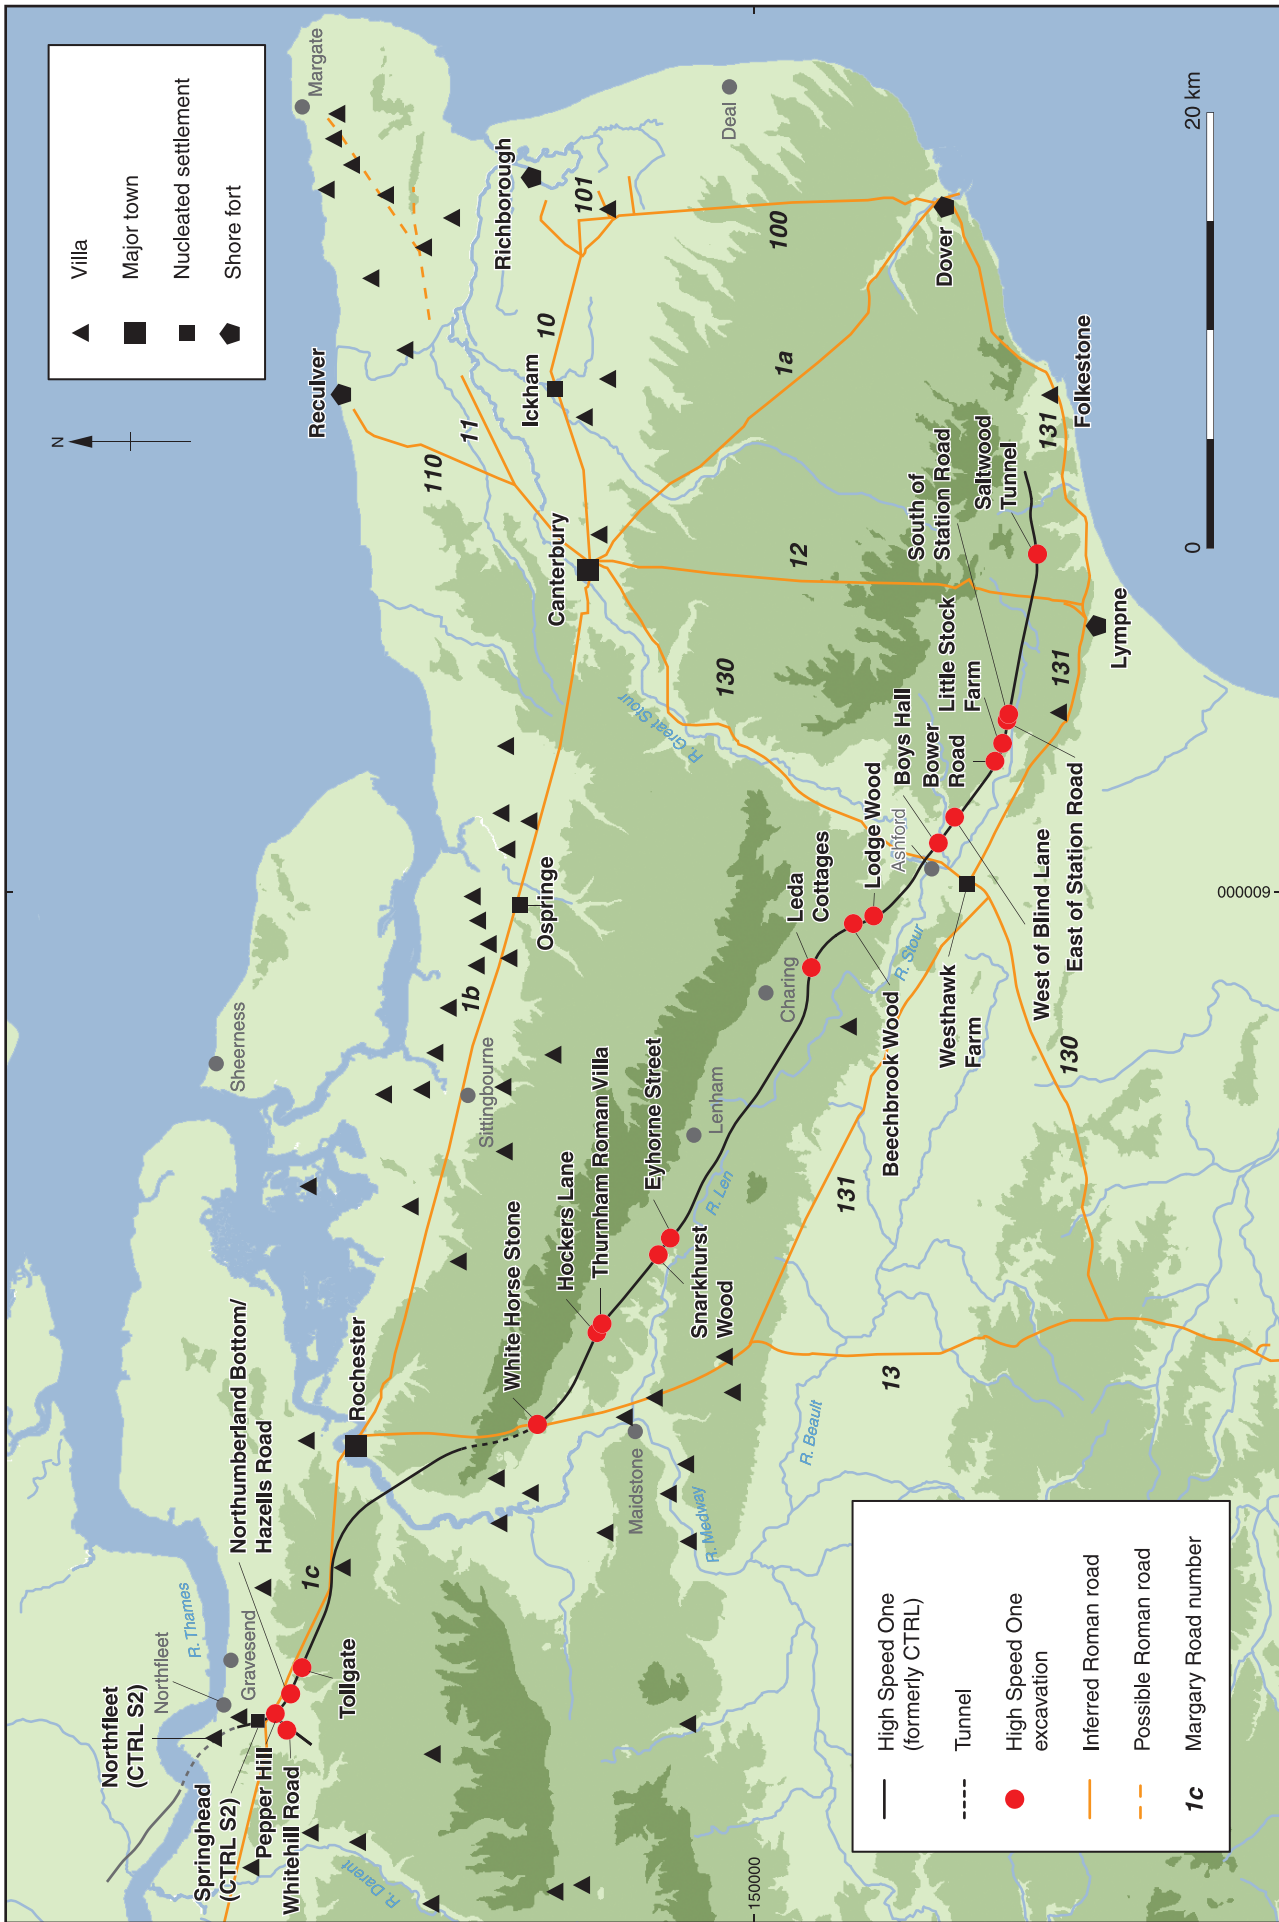 Villa
Major town
Nucleated settlement
Shore fort
N
Margate
Richborough
101
Deal
100
Reculver
10
Ickham
11
110
1a
Dover
Canterbury
12
131
Folkestone
South of
Station Road
Saltwood
Tunnel
0
20 km
Lympne
131
Little Stock
Farm
130
R. Great Stour
Boys Hall
Bower
Road
Lodge Wood
Ashford
Leda
Cottages
East of Station Road
West of Blind Lane
Ospringe
1b
Sheerness
Sittingbourne
Charing
R. Stour
Beechbrook Wood
Westhawk
Farm
130
Lenham
Eyhorne Street
Thurnham Roman Villa
Hockers Lane
White Horse Stone
R. Len
131
Snarkhurst
Wood
13
Rochester
Northumberland Bottom/
Hazells Road
1c
Maidstone
R. Medway
R. Beault
R. Thames
Northfleet
Gravesend
Northfleet
(CTRL S2)
Tollgate
Springhead
(CTRL S2)
Pepper Hill
Whitehill Road
R. Darent
150000
600000
High Speed One
(formerly CTRL)
Tunnel
High Speed One
excavation
Inferred Roman road
Possible Roman road
1c
Margary Road number